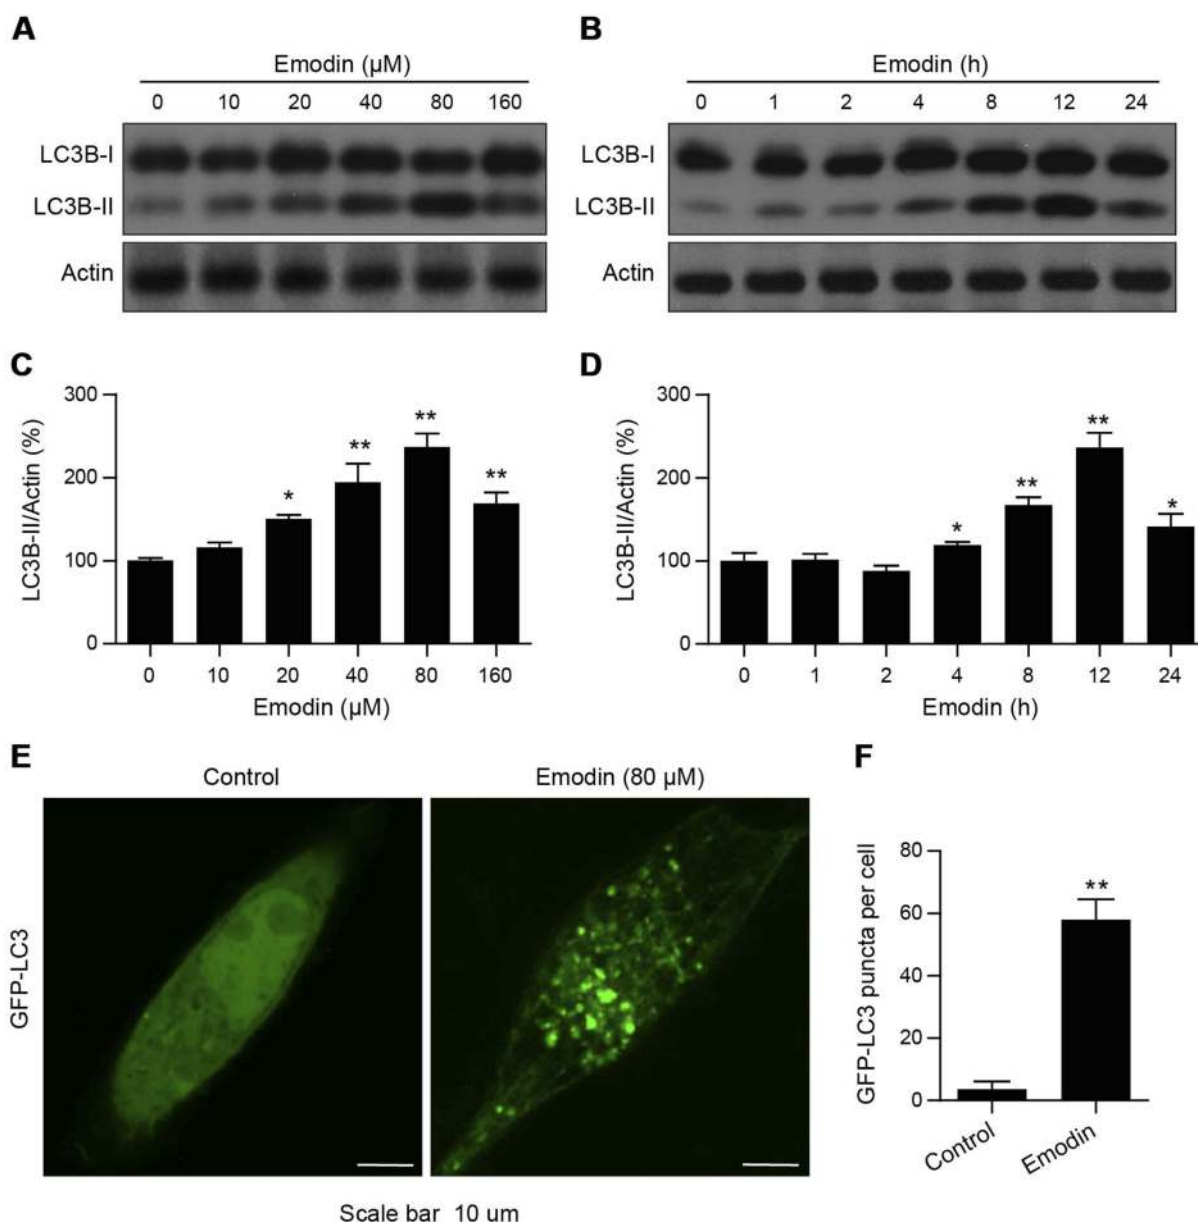 A
Emodin (µM)
0 10 20 40 80 160
LC3B-I
LC3B-II
Actin
B
Emodin (h)
0 1 2 4 8 12 24
LC3B-I
LC3B-II
Actin
C
LC3B-II/Actin (%)
300
200
100
0
*
**
**
**
0 10 20 40 80 160
Emodin (µM)
D
LC3B-II/Actin (%)
300
200
100
0
*
**
**
*
0 1 2 4 8 12 24
Emodin (h)
E
Control
Emodin (80 µM)
GFP-LC3
Scale bar 10 um
F
GFP-LC3 puncta per cell
80
60
40
20
0
**
Control
Emodin